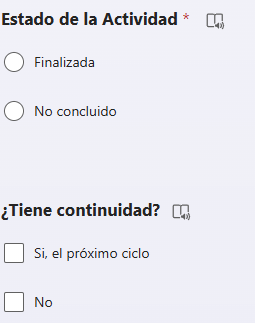 Estado de la Actividad *
Finalizada
No concluido
¿Tiene continuidad?
Si, el próximo ciclo
No